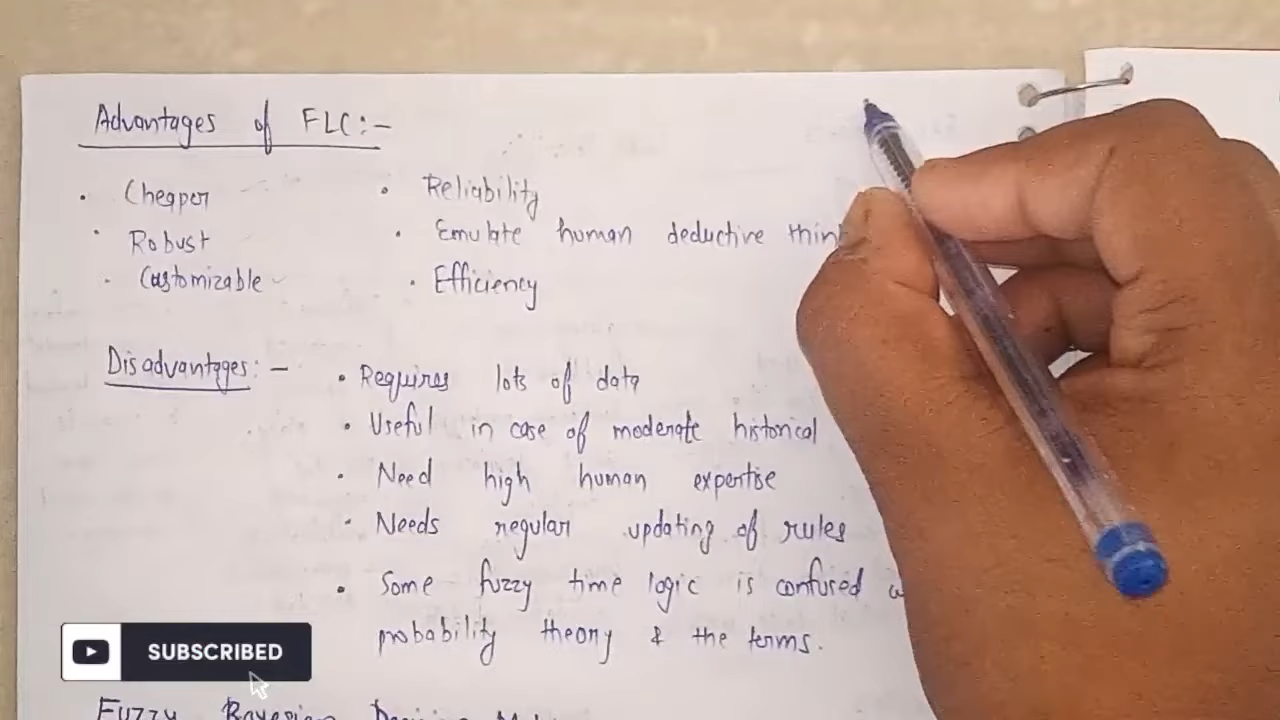 Advantages of FLC:-
• Cheaper
• Robust
• Customizable
• Reliability
• Emulate human deductive
• Efficiency
Disadvantages:-
• Requires lots of data
• Useful in case of moderate historical
• Need high human expertise
• Needs regular updating of rules
• Some fuzzy time logic is confused
probability theory & the terms.
SUBSCRIBED
Fuzzy Bayesian